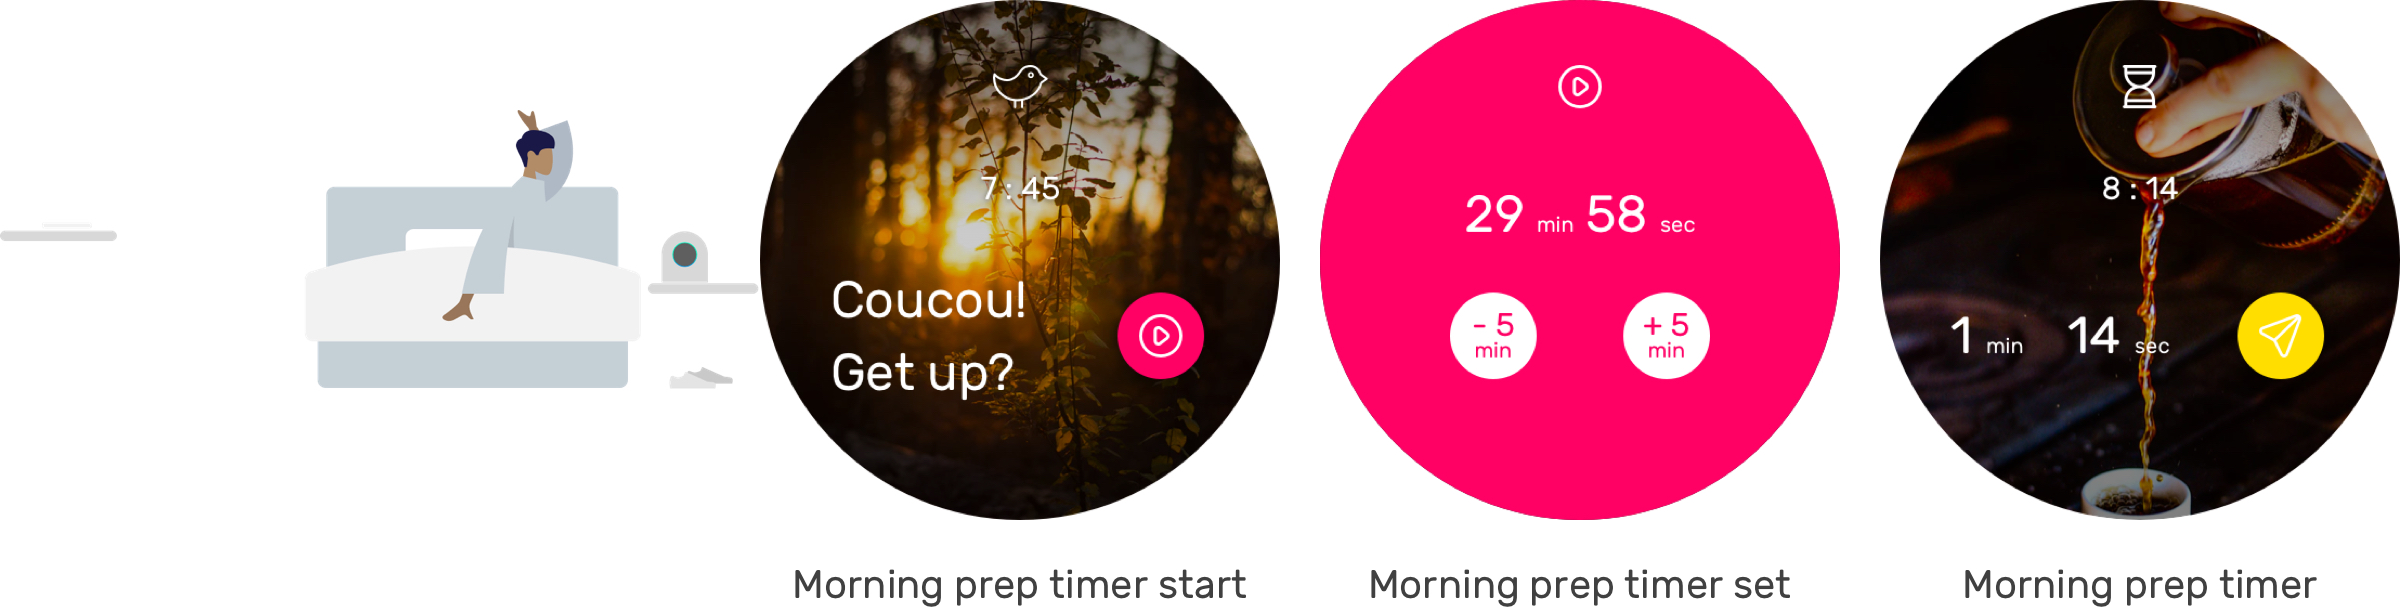 7 : 45
Coucou!
Get up?
Morning prep timer start
29 min 58 sec
- 5 min
+ 5 min
Morning prep timer set
8 : 14
1 min 14 sec
Morning prep timer